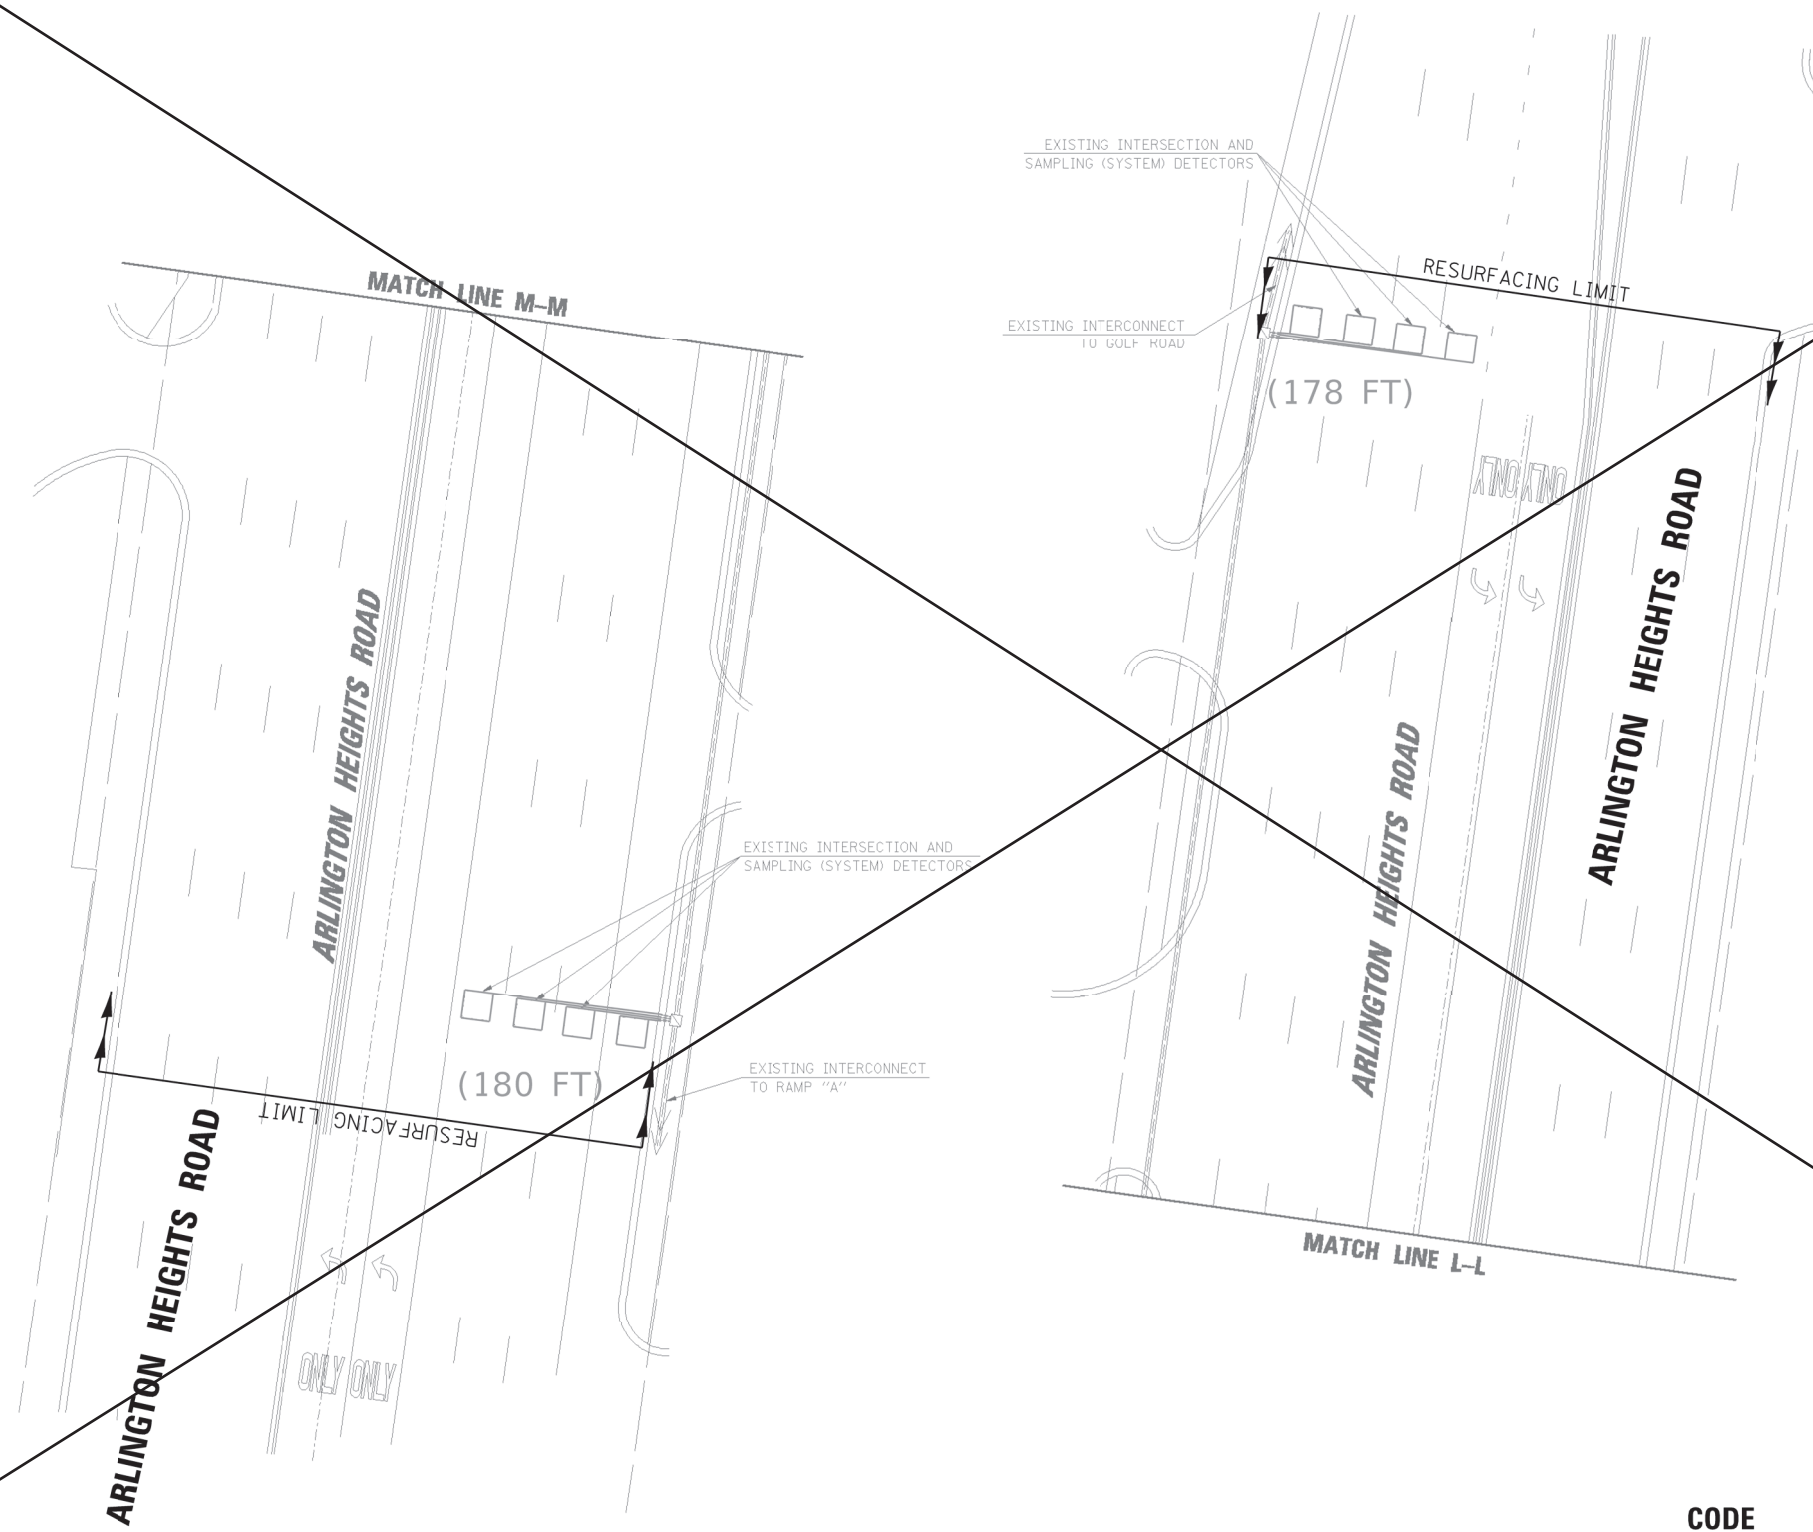 MATCH LINE M-M
ARLINGTON HEIGHTS ROAD
EXISTING INTERSECTION AND
SAMPLING (SYSTEM) DETECTORS
(180 FT)
EXISTING INTERCONNECT
TO RAMP "A"
RESURFACING LIMIT
ARLINGTON HEIGHTS ROAD
ONLY ONLY
EXISTING INTERSECTION AND
SAMPLING (SYSTEM) DETECTORS
RESURFACING LIMIT
EXISTING INTERCONNECT
TO GOLF ROAD
(178 FT)
ONLY ONLY
ARLINGTON HEIGHTS ROAD
ARLINGTON HEIGHTS ROAD
MATCH LINE L-L
CODE